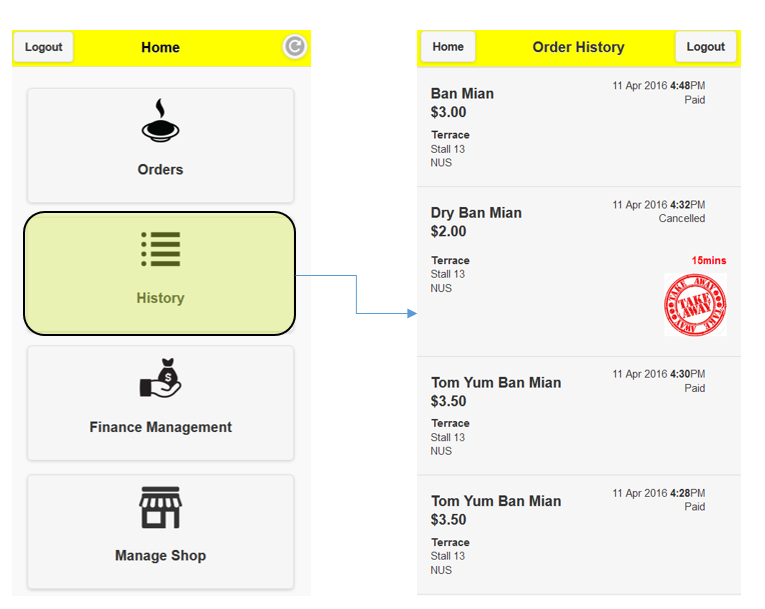 Logout
Home
Orders
History
$
Finance Management
Manage Shop
Home
Order History
Logout
Ban Mian
11 Apr 2016 4:48PM
$3.00
Paid
Terrace
Stall 13
NUS
Dry Ban Mian
11 Apr 2016 4:32PM
$2.00
Cancelled
Terrace
15mins
Stall 13
NUS
TAKE AWAY
TAKE
AWAY
TAKE AWAY
Tom Yum Ban Mian
11 Apr 2016 4:30PM
$3.50
Paid
Terrace
Stall 13
NUS
Tom Yum Ban Mian
11 Apr 2016 4:28PM
$3.50
Paid
Terrace
Stall 13
NUS